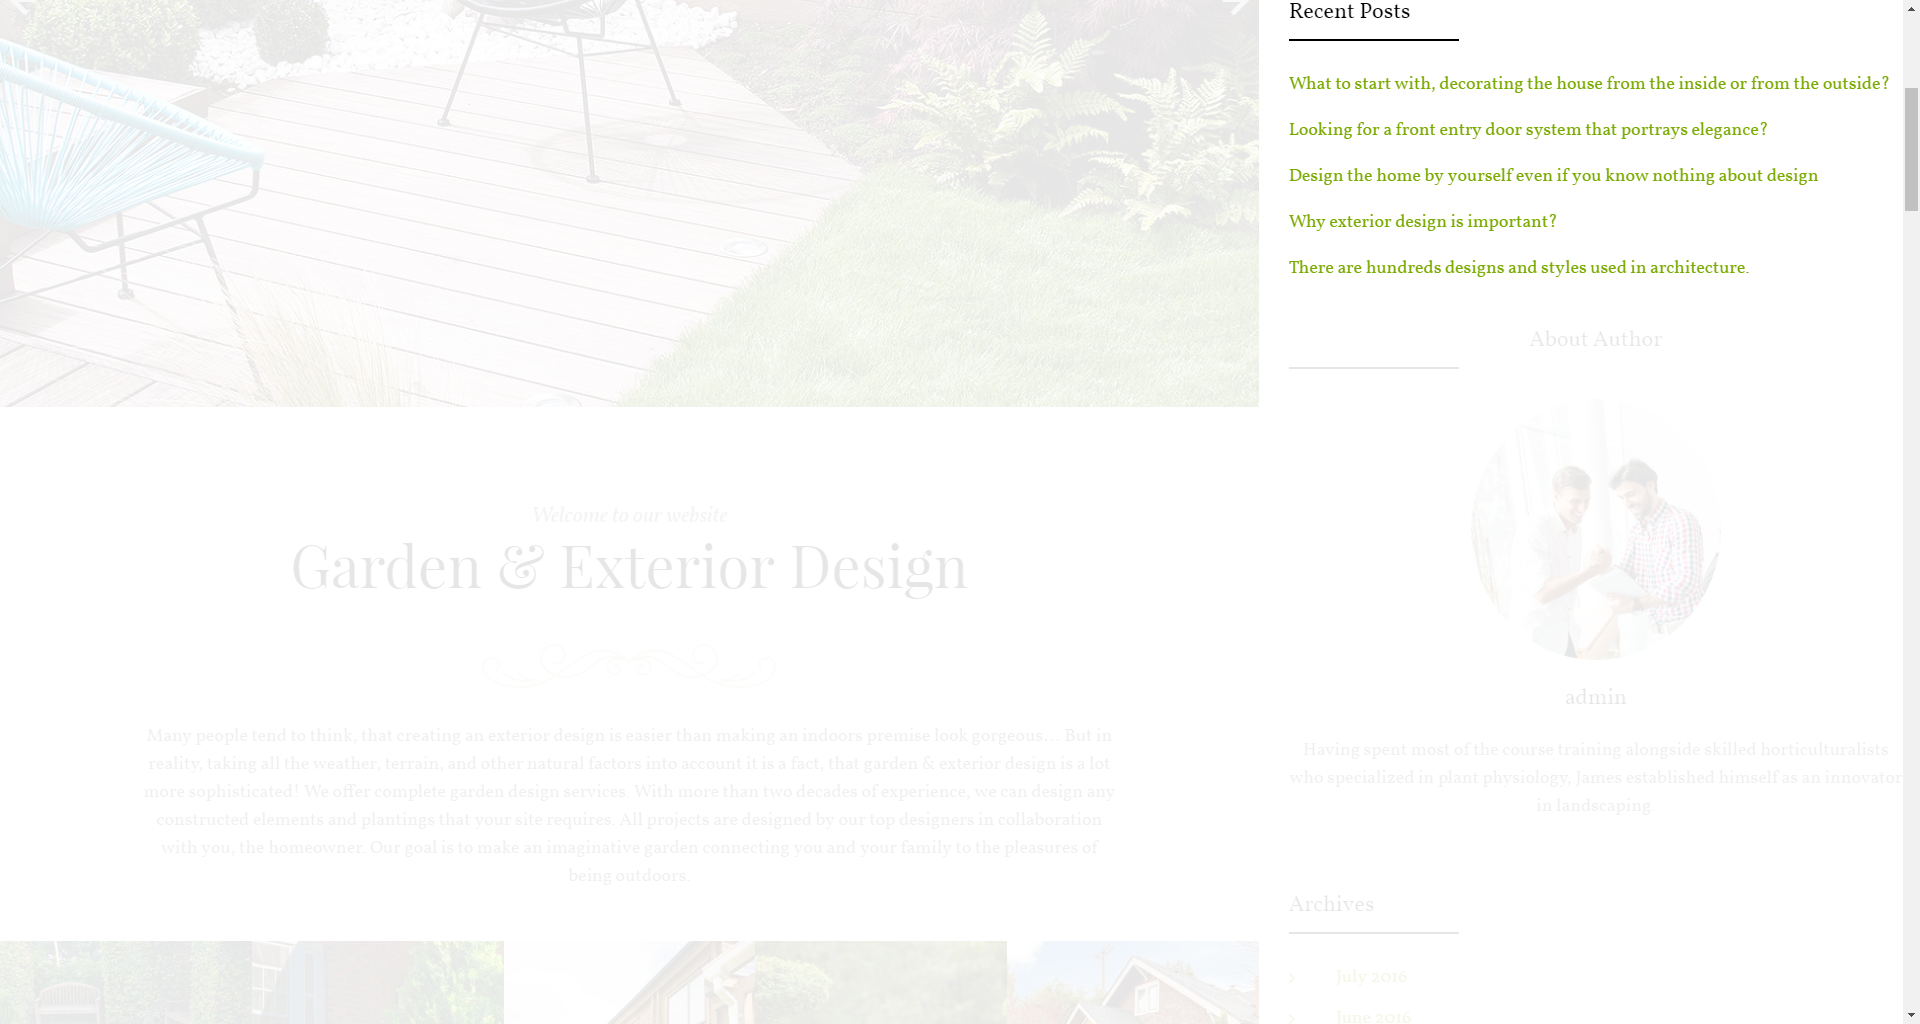 Recent Posts
What to start with, decorating the house from the inside or from the outside?
Looking for a front entry door system that portrays elegance?
Design the home by yourself even if you know nothing about design
Why exterior design is important?
There are hundreds designs and styles used in architecture.
About Author
admin
Having spent most of the course training alongside skilled horticulturalists
who specialized in plant physiology, James established himself as an innovator
in landscaping.
Archives
July 2016
June 2016
Welcome to our website
Garden & Exterior Design
Many people tend to think, that creating an exterior design is easier than making an indoors premise look gorgeous… But in
reality, taking all the weather, terrain, and other natural factors into account it is a fact, that garden & exterior design is a lot
more sophisticated! We offer complete garden design services. With more than two decades of experience, we can design any
constructed elements and plantings that your site requires. All projects are designed by our top designers in collaboration
with you, the homeowner. Our goal is to make an imaginative garden connecting you and your family to the pleasures of
being outdoors.